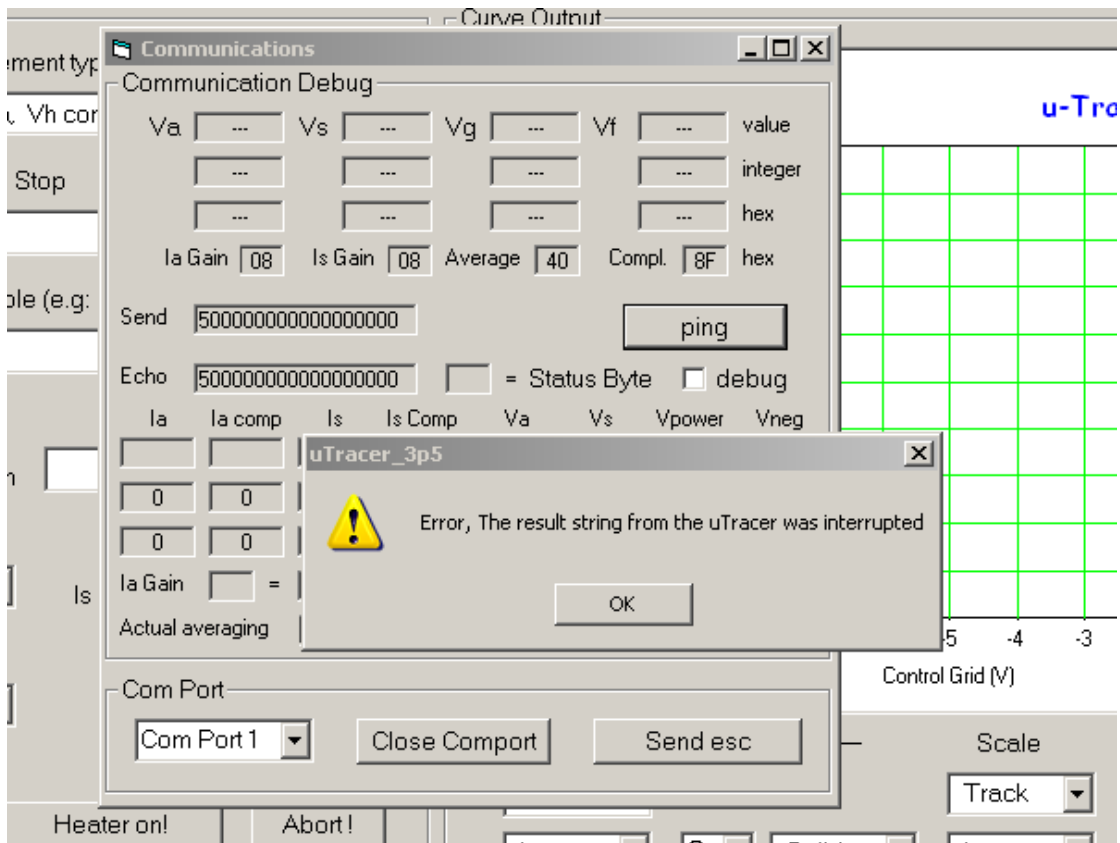 Curve Output
Communications
ement typ
Communication Debug
Vh cor
Va --- Vs --- Vg --- Vf --- value
u-Tra
--- --- --- --- integer
Stop
--- --- --- --- hex
Ia Gain 08 Is Gain 08 Average 40 Compl. 8F hex
ole (e.g:
Send 500000000000000000
ping
Echo 500000000000000000 = Status Byte debug
Ia Ia comp Is Is Comp Va Vs Vpower Vneg
uTracer_3p5
0 0
Error, The result string from the uTracer was interrupted
0 0
Ia Gain =
Is
OK
Actual averaging
-5 -4 -3
Control Grid (V)
Com Port
Com Port 1 Close Comport Send esc
Scale
Track
Heater on! Abort!